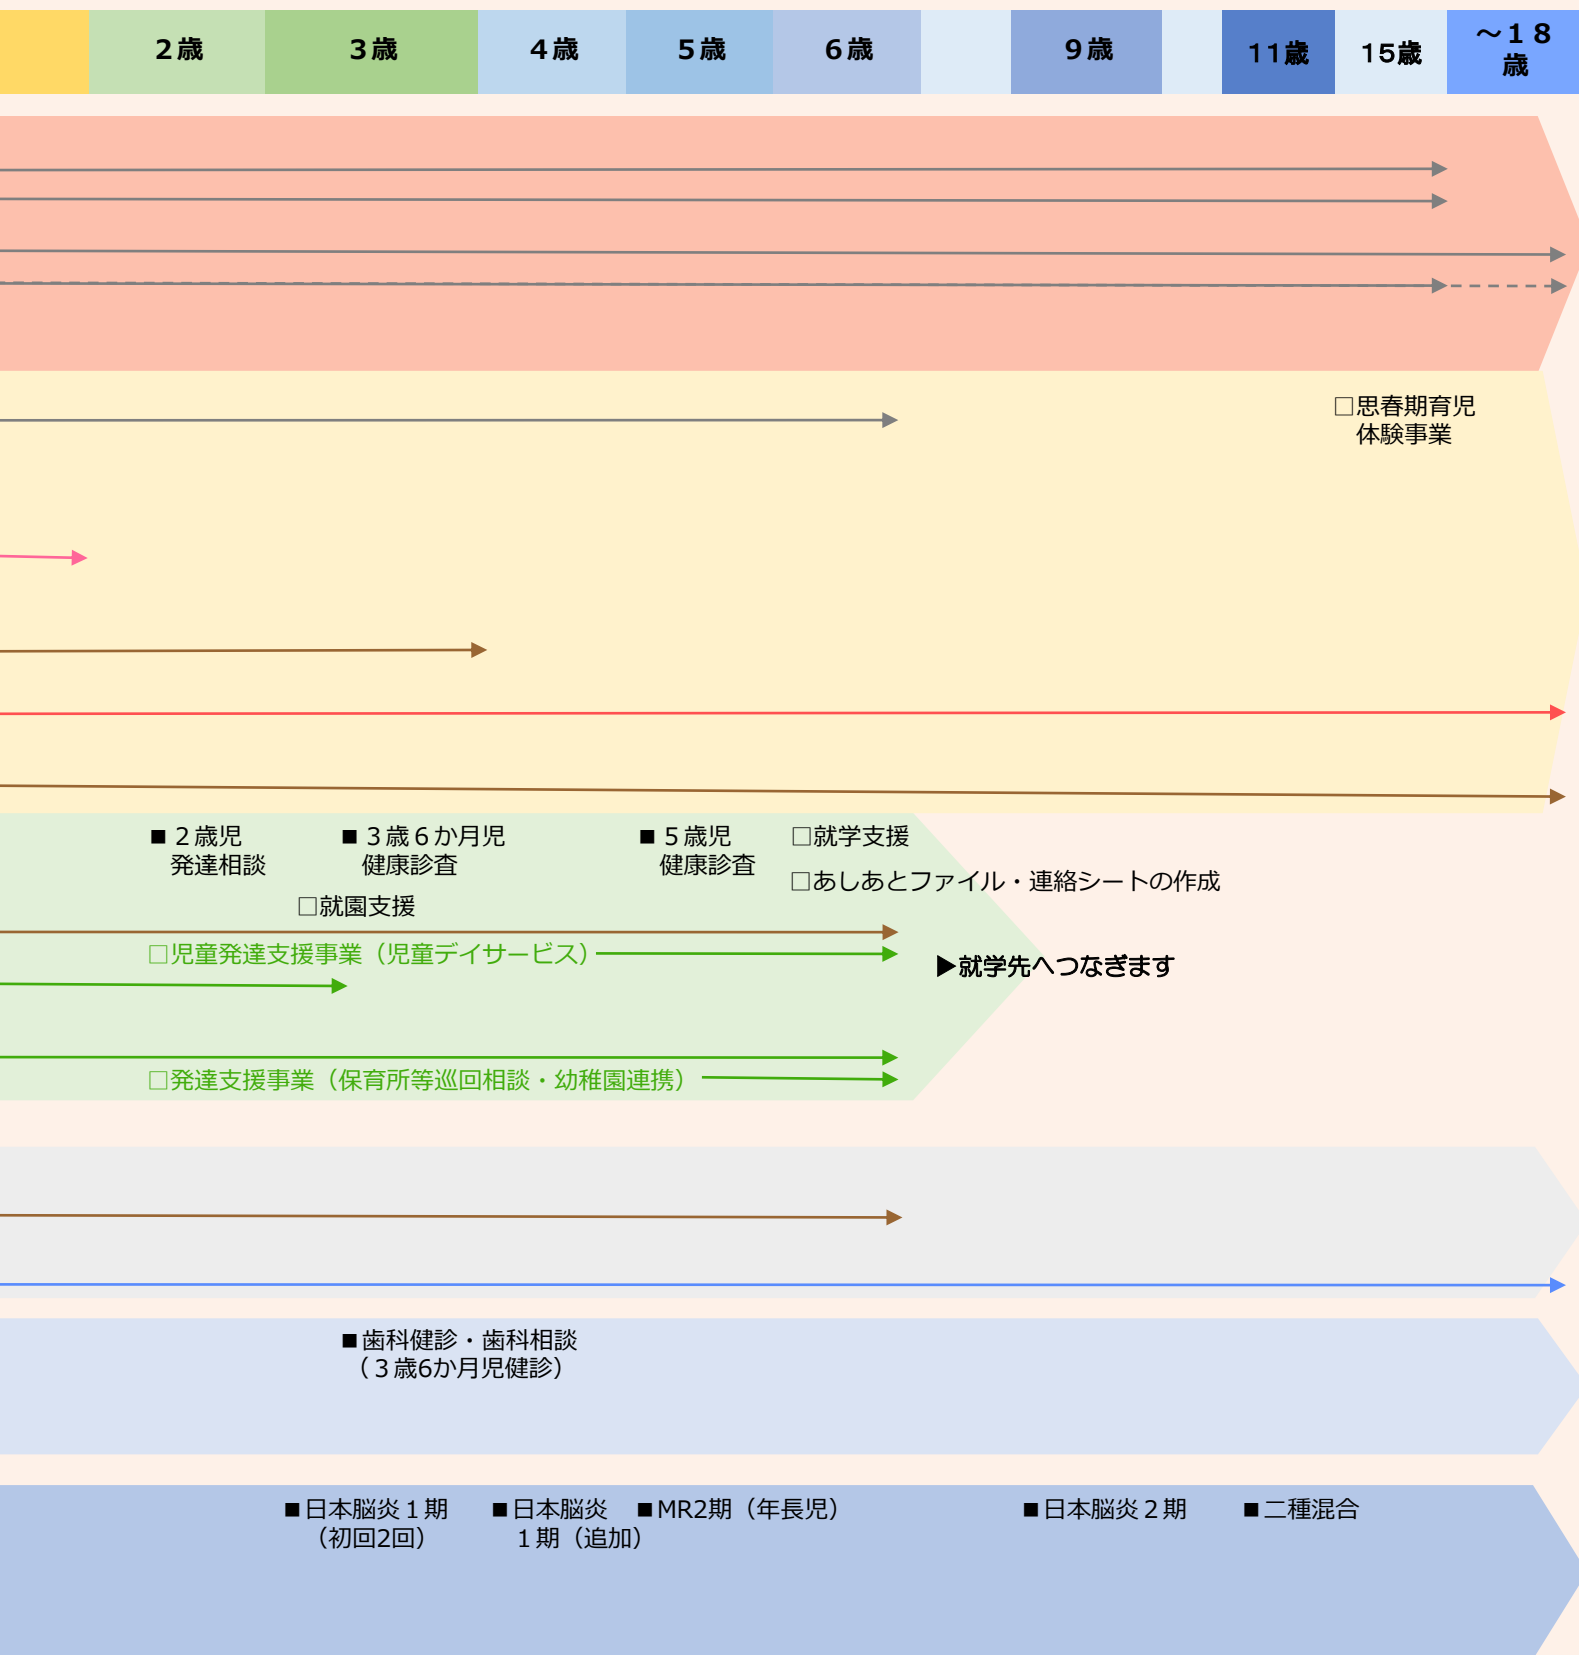 ２歳
３歳
４歳
５歳
６歳
９歳
11歳
15歳
～１８
歳
□思春期育児
体験事業
■２歳児
発達相談
■３歳６か月児
健康診査
■５歳児
健康診査
□就学支援
□あしあとファイル・連絡シートの作成
□就園支援
□児童発達支援事業（児童デイサービス）
▶就学先へつなぎます
□発達支援事業（保育所等巡回相談・幼稚園連携）
■歯科健診・歯科相談
（３歳6か月児健診）
■日本脳炎１期
（初回2回）
■日本脳炎
１期（追加）
■MR2期（年長児）
■日本脳炎２期
■二種混合